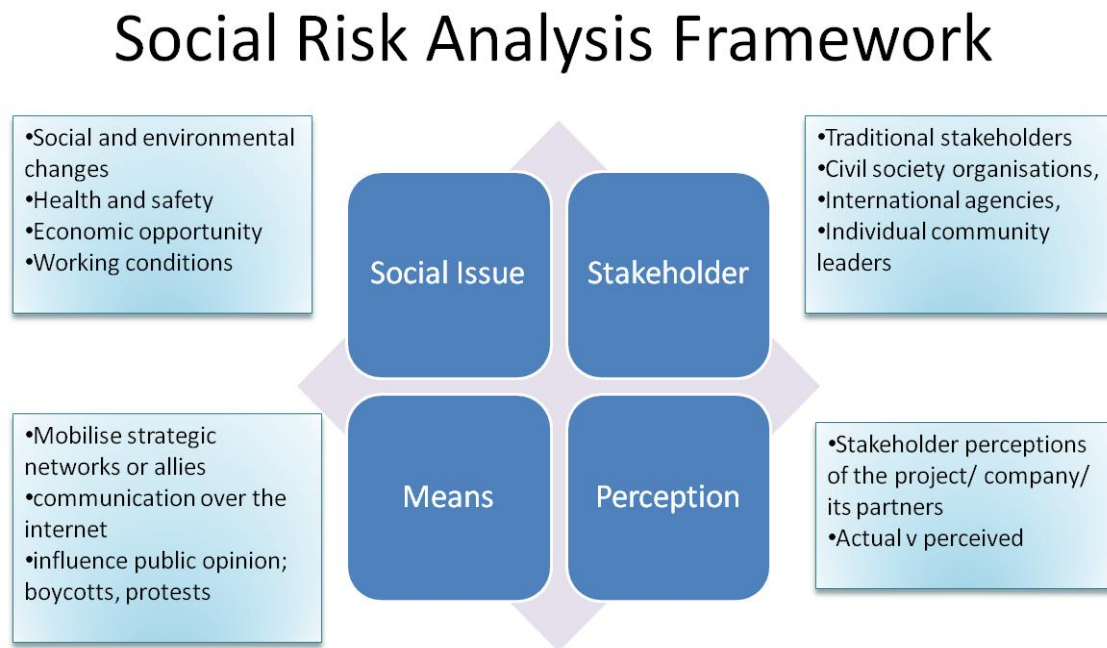 Social Risk Analysis Framework
•Social and environmental
changes
•Health and safety
•Economic opportunity
•Working conditions
Social Issue
Stakeholder
•Traditional stakeholders
•Civil society organisations,
•International agencies,
•Individual community
leaders
•Mobilise strategic
networks or allies
•communication over the
internet
•influence public opinion;
boycotts, protests
Means
Perception
•Stakeholder perceptions
of the project/ company/
its partners
•Actual v perceived